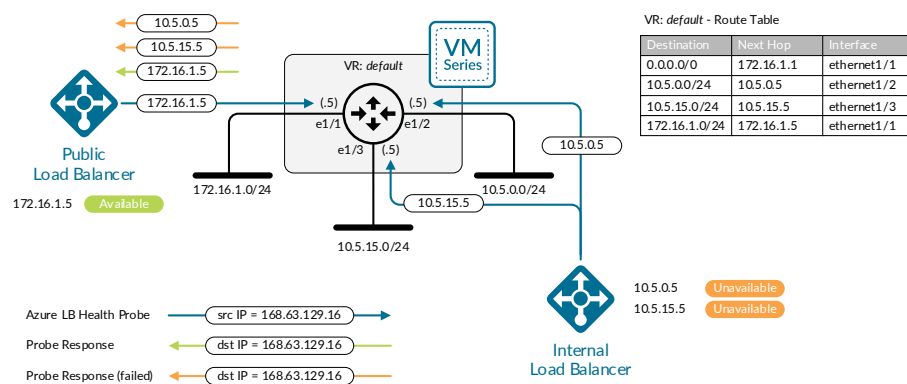 10.5.0.5
10.5.15.5
172.16.1.5
172.16.1.5
Public
Load Balancer
172.16.1.5 Available
VM
Series
VR: default
(.5) (.5)
e1/1 e1/2
e1/3 (.5)
172.16.1.0/24
10.5.0.0/24
10.5.15.0/24
10.5.0.5
10.5.15.5
VR: default - Route Table
Destination Next Hop Interface
0.0.0.0/0 172.16.1.1 ethernet1/1
10.5.0.0/24 10.5.0.5 ethernet1/2
10.5.15.0/24 10.5.15.5 ethernet1/3
172.16.1.0/24 172.16.1.5 ethernet1/1
10.5.0.5 Unavailable
10.5.15.5 Unavailable
Internal
Load Balancer
Azure LB Health Probe src IP = 168.63.129.16
Probe Response dst IP = 168.63.129.16
Probe Response (failed) dst IP = 168.63.129.16